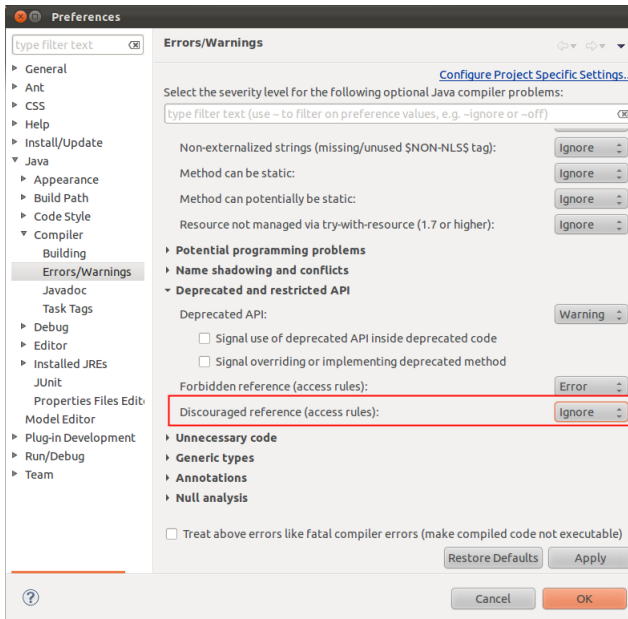 Preferences
type filter text
General
Ant
CSS
Help
Install/Update
Java
Appearance
Build Path
Code Style
Compiler
Building
Errors/Warnings
Javadoc
Task Tags
Debug
Editor
Installed JREs
JUnit
Properties Files Edit
Model Editor
Plug-in Development
Run/Debug
Team
Errors/Warnings
Configure Project Specific Settings..
Select the severity level for the following optional Java compiler problems:
type filter text (use ~ to filter on preference values, e.g. ~ignore or ~off)
Non-externalized strings (missing/unused $NON-NLS$ tag): Ignore
Method can be static: Ignore
Method can potentially be static: Ignore
Resource not managed via try-with-resource (1.7 or higher): Ignore
Potential programming problems
Name shadowing and conflicts
Deprecated and restricted API
Deprecated API: Warning
Signal use of deprecated API inside deprecated code
Signal overriding or implementing deprecated method
Forbidden reference (access rules): Error
Discouraged reference (access rules): Ignore
Unnecessary code
Generic types
Annotations
Null analysis
Treat above errors like fatal compiler errors (make compiled code not executable)
Restore Defaults Apply
? Cancel OK